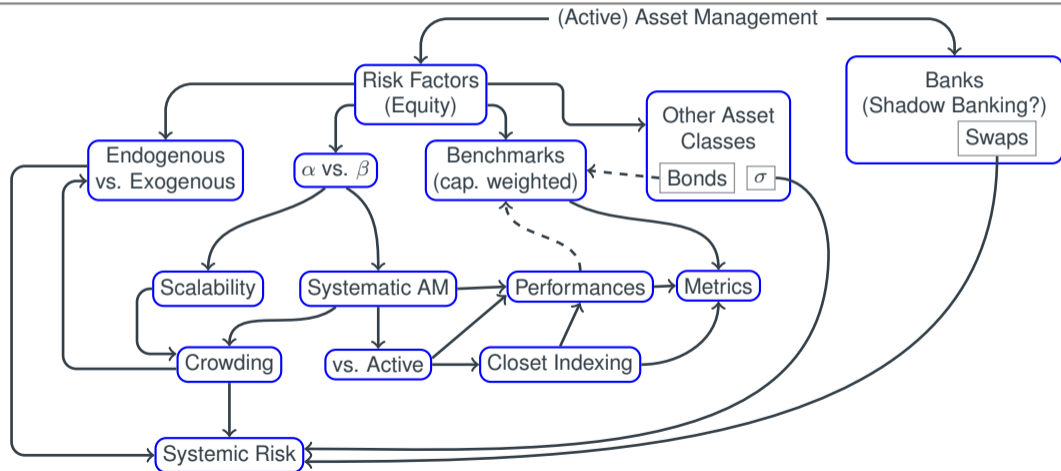 (Active) Asset Management
Risk Factors
(Equity)
Banks
(Shadow Banking?)
Swaps
Other Asset
Classes
Bonds
σ
Endogenous
vs. Exogenous
α vs. β
Benchmarks
(cap. weighted)
Scalability
Systematic AM
Performances
Metrics
Crowding
vs. Active
Closet Indexing
Systemic Risk